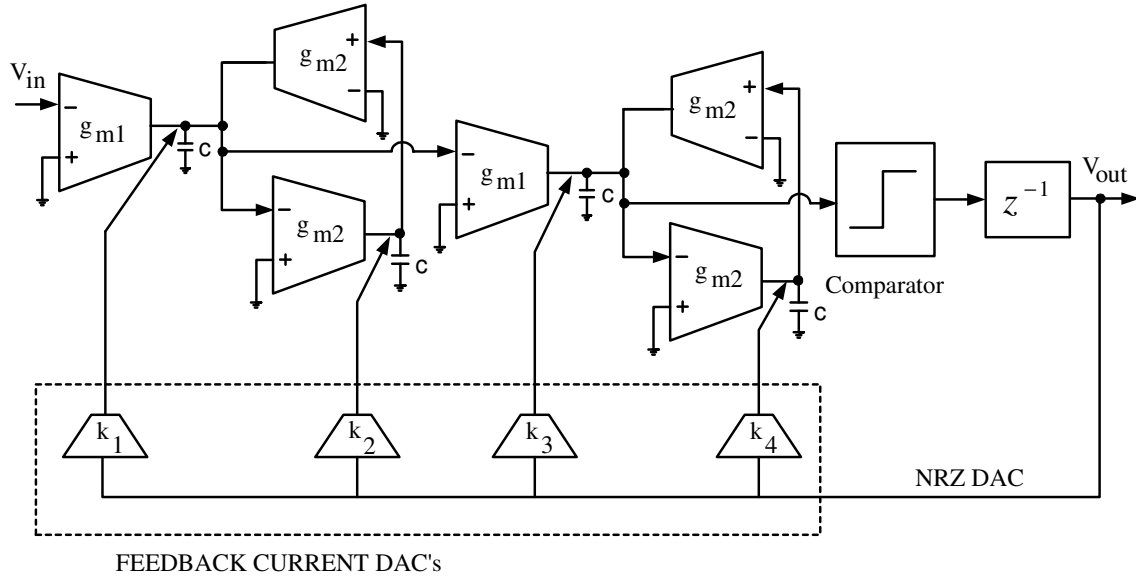 V_in
−
g_m1
+
C
g_m2
+
−
−
g_m2
+
C
−
g_m1
+
C
g_m2
+
−
−
g_m2
+
C
Comparator
z^−1
V_out
k_1
k_2
k_3
k_4
NRZ DAC
FEEDBACK CURRENT DAC's